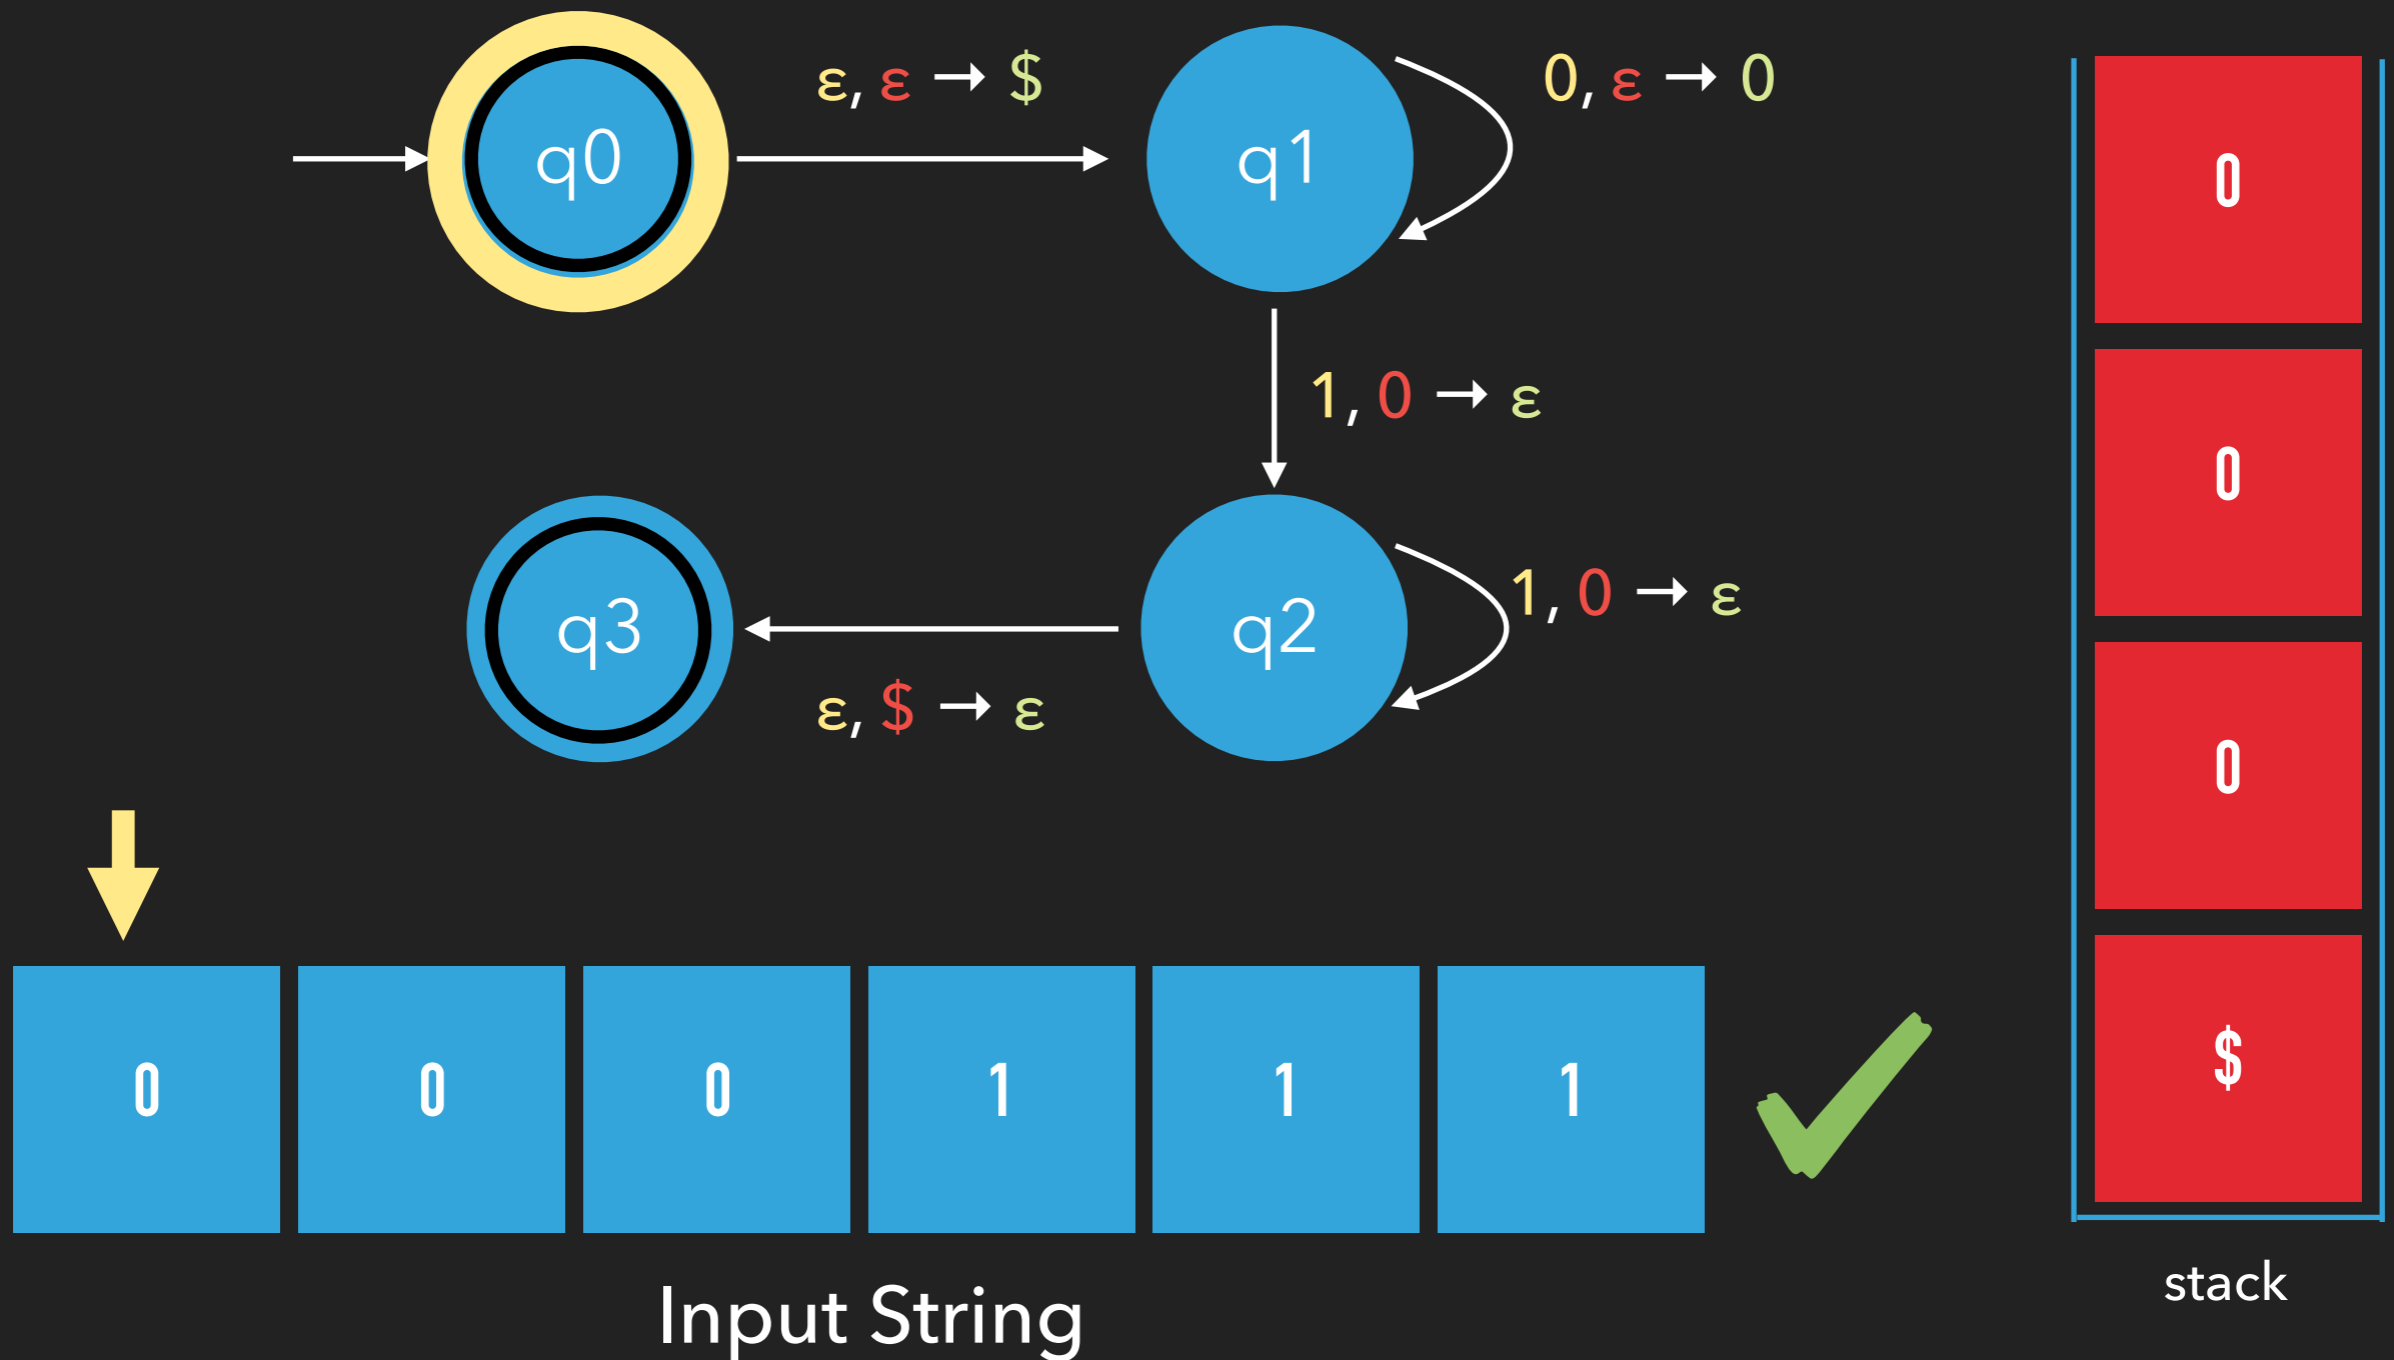 q0
ε, ε → $
q1
0, ε → 0
1, 0 → ε
q3
ε, $ → ε
q2
1, 0 → ε
0 0 0 1 1 1
Input String
0
0
0
$
stack